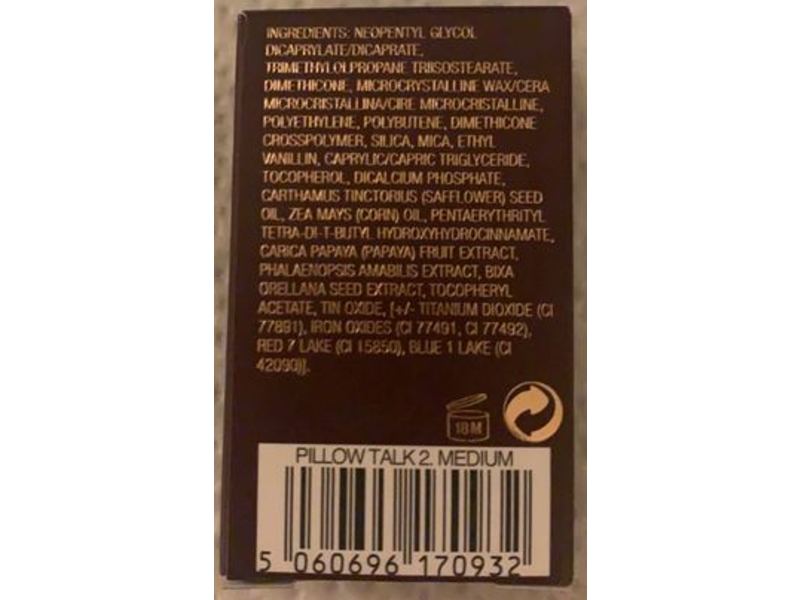 INGREDIENTS: NEOPENTYL GLYCOL
DICAPRYLATE/DICAPRATE,
TRIMETHYLOLPROPANE TRIISOSTEARATE,
DIMETHICONE, MICROCRYSTALLINE WAX/CERA
MICROCRISTALLINA/CIRE MICROCRISTALLINE,
POLYETHYLENE, POLYBUTENE, DIMETHICONE
CROSSPOLYMER, SILICA, MICA, ETHYL
VANILLIN, CAPRYLIC/CAPRIC TRIGLYCERIDE,
TOCOPHEROL, DICALCIUM PHOSPHATE,
CARTHAMUS TINCTORIUS (SAFFLOWER) SEED
OIL, ZEA MAYS (CORN) OIL, PENTAERYTHRITYL
TETRA-DI-T-BUTYL HYDROXYHYDROCINNAMATE,
CARICA PAPAYA (PAPAYA) FRUIT EXTRACT,
PHALAENOPSIS AMABILIS EXTRACT, BIXA
ORELLANA SEED EXTRACT, TOCOPHERYL
ACETATE, TIN OXIDE, [+/- TITANIUM DIOXIDE (CI
77891), IRON OXIDES (CI 77491, CI 77492),
RED 7 LAKE (CI 15850), BLUE 1 LAKE (CI
42090)].
18M
PILLOW TALK 2. MEDIUM
5 060696 170932